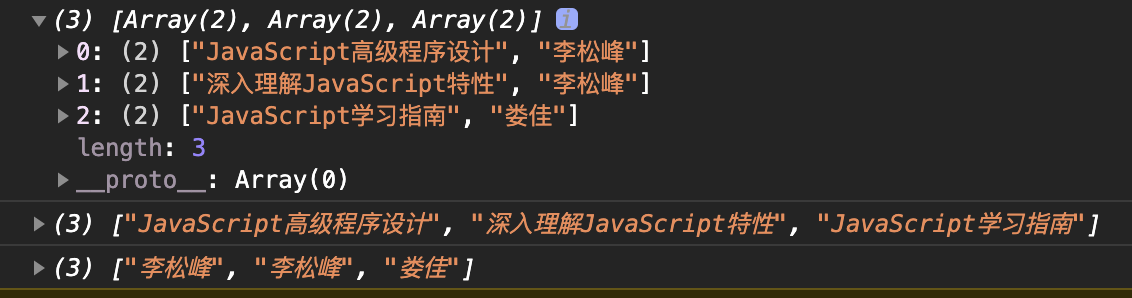 (3) [Array(2), Array(2), Array(2)] i
0: (2) ["JavaScript高级程序设计", "李松峰"]
1: (2) ["深入理解JavaScript特性", "李松峰"]
2: (2) ["JavaScript学习指南", "娄佳"]
length: 3
__proto__: Array(0)
(3) ["JavaScript高级程序设计", "深入理解JavaScript特性", "JavaScript学习指南"]
(3) ["李松峰", "李松峰", "娄佳"]